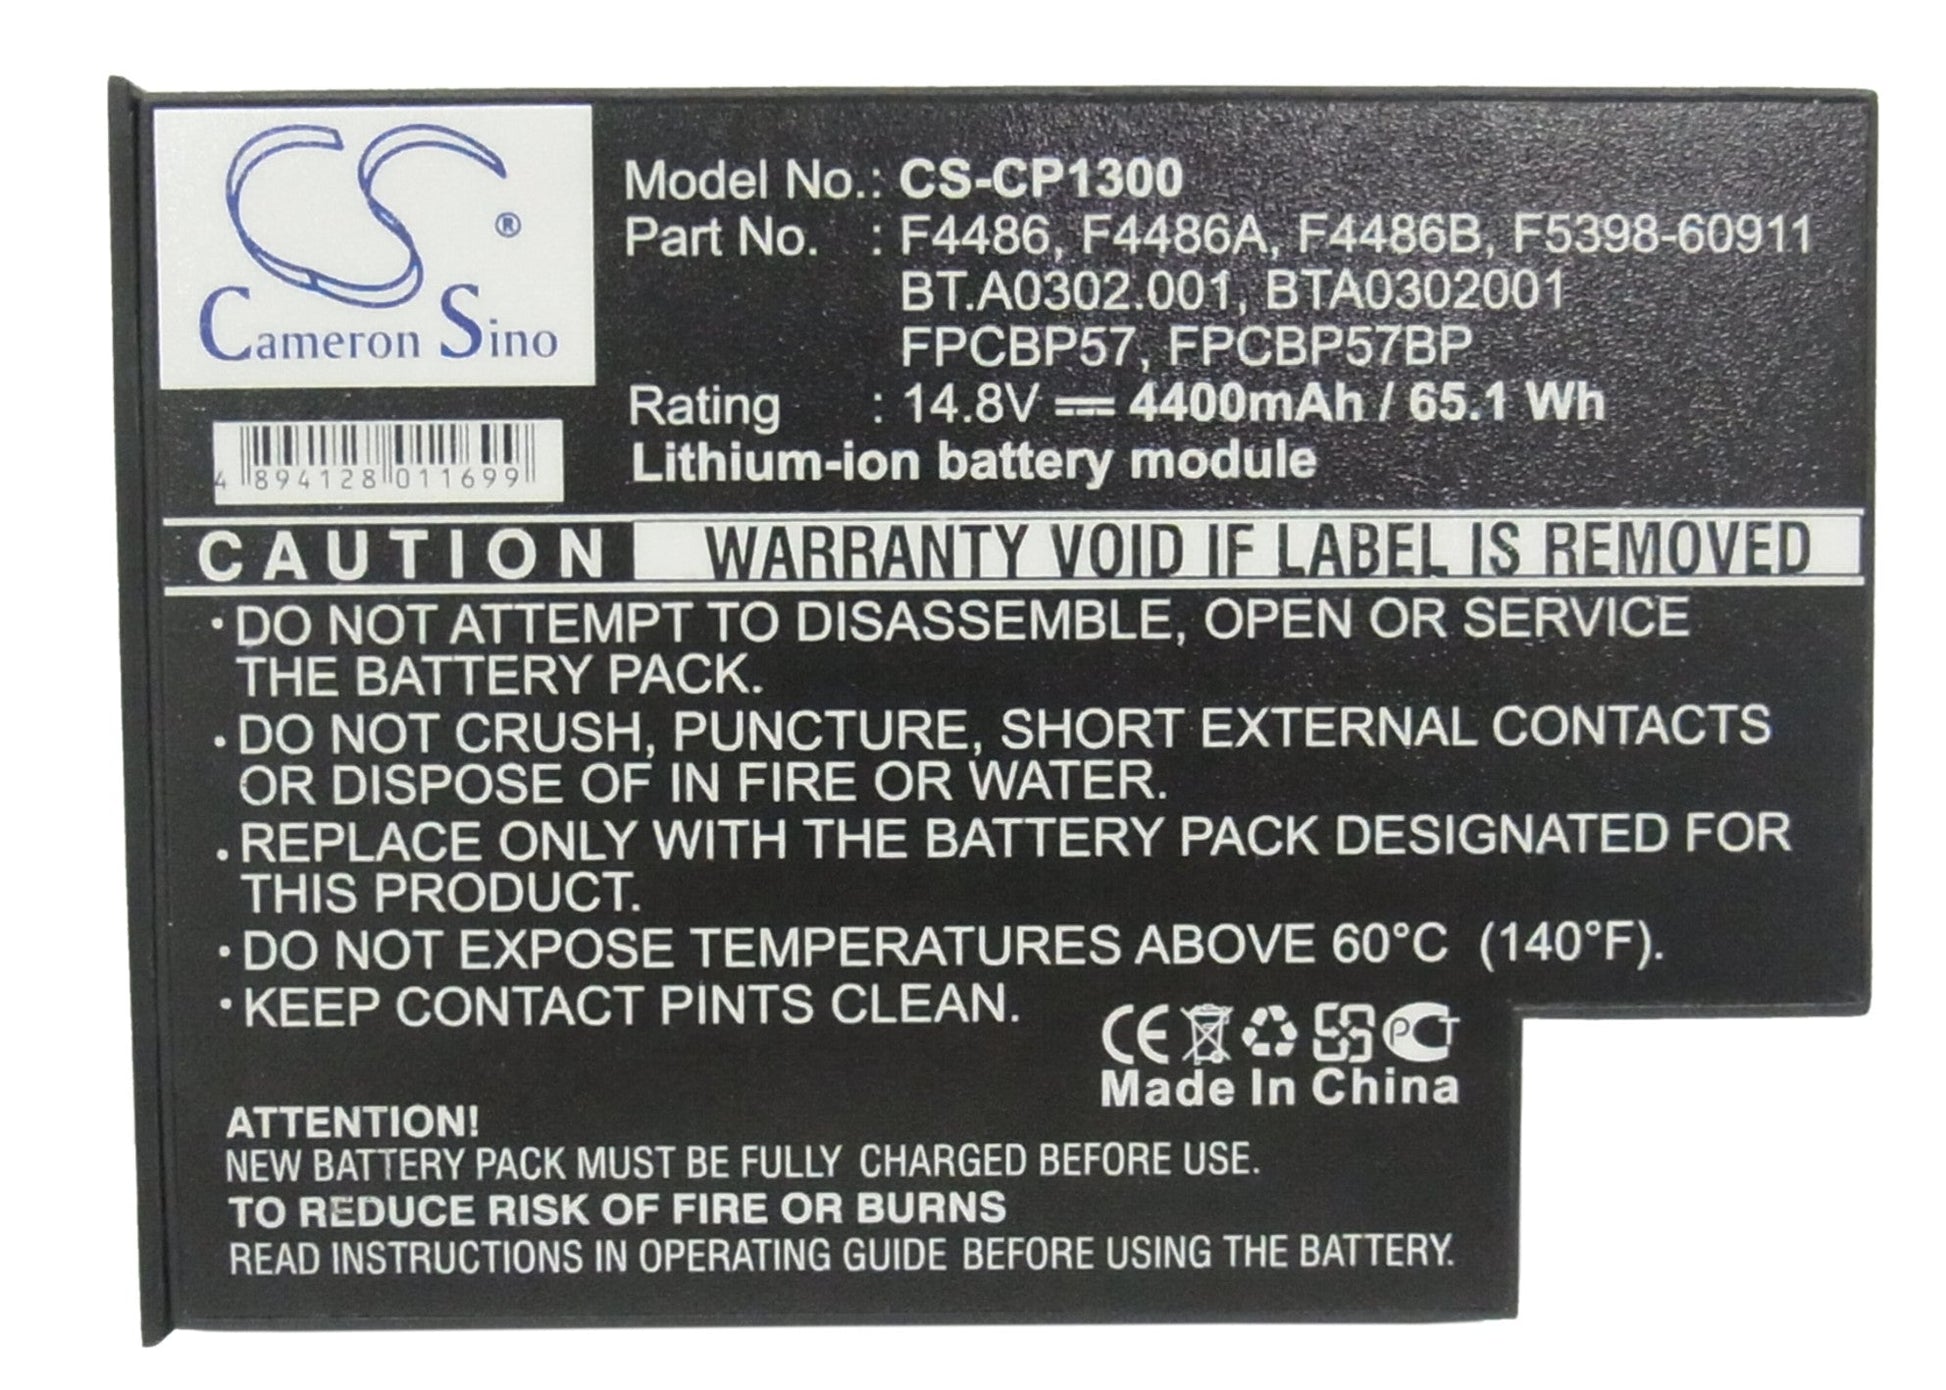 CS ®
Cameron Sino
4 894128 011699
Model No.: CS-CP1300
Part No. : F4486, F4486A, F4486B, F5398-60911
BT.A0302.001, BTA0302001
FPCBP57, FPCBP57BP
Rating : 14.8V 4400mAh / 65.1 Wh
Lithium-ion battery module
CAUTION WARRANTY VOID IF LABEL IS REMOVED
• DO NOT ATTEMPT TO DISASSEMBLE, OPEN OR SERVICE
THE BATTERY PACK.
• DO NOT CRUSH, PUNCTURE, SHORT EXTERNAL CONTACTS
OR DISPOSE OF IN FIRE OR WATER.
• REPLACE ONLY WITH THE BATTERY PACK DESIGNATED FOR
THIS PRODUCT.
• DO NOT EXPOSE TEMPERATURES ABOVE 60°C (140°F).
• KEEP CONTACT PINTS CLEAN.
CE PCT
Made In China
ATTENTION!
NEW BATTERY PACK MUST BE FULLY CHARGED BEFORE USE.
TO REDUCE RISK OF FIRE OR BURNS
READ INSTRUCTIONS IN OPERATING GUIDE BEFORE USING THE BATTERY.